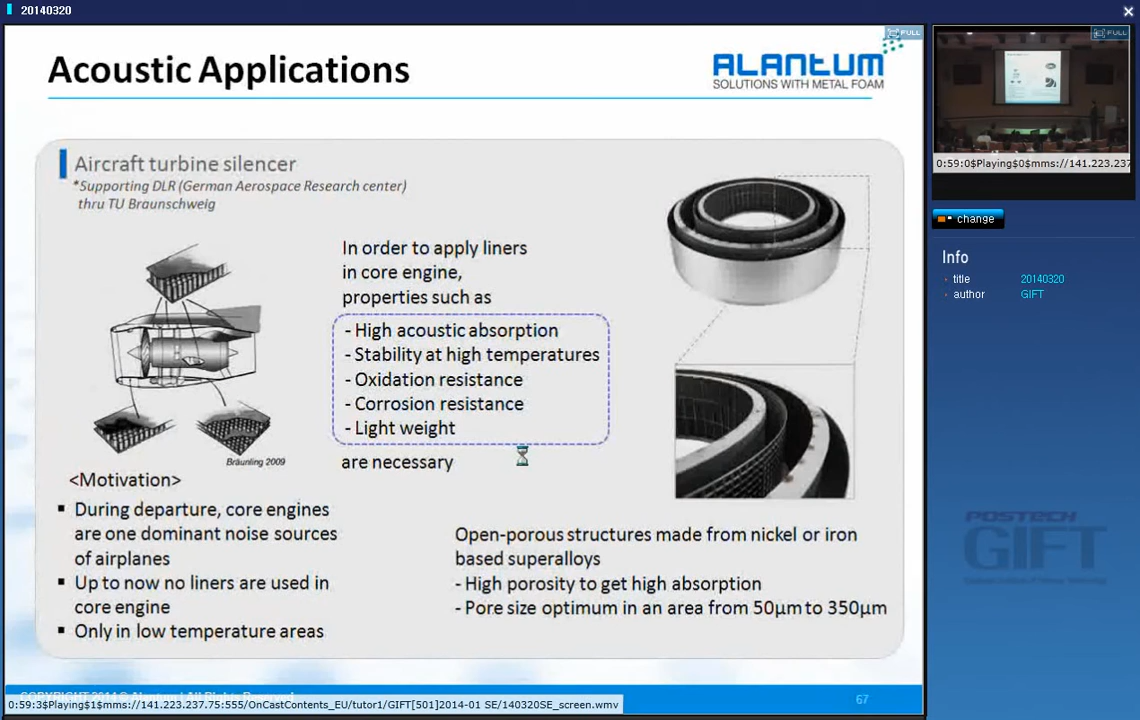 20140320
FULL
Acoustic Applications
ALANTUM
SOLUTIONS WITH METAL FOAM
Aircraft turbine silencer
*Supporting DLR (German Aerospace Research center)
thru TU Braunschweig
In order to apply liners
in core engine,
properties such as
- High acoustic absorption
- Stability at high temperatures
- Oxidation resistance
- Corrosion resistance
- Light weight
are necessary
Bräunling 2009
<Motivation>
▪ During departure, core engines
are one dominant noise sources
of airplanes
▪ Up to now no liners are used in
core engine
▪ Only in low temperature areas
Open-porous structures made from nickel or iron
based superalloys
- High porosity to get high absorption
- Pore size optimum in an area from 50µm to 350µm
COPYRIGHT 2014 © Alantum | All Rights Reserved
67
0:59:3$Playing$1$mms://141.223.237.75:555/OnCastContents_EU/tutor1/GIFT[501]2014-01 SE/140320SE_screen.wmv
FULL
0:59:0$Playing$0$mms://141.223.237
change
Info
title 20140320
author GIFT
POSTECH
GIFT